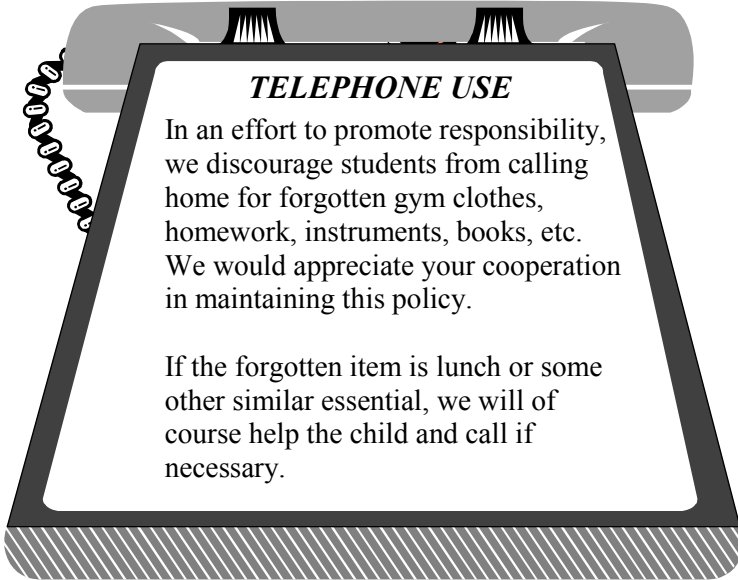 TELEPHONE USE
In an effort to promote responsibility,
we discourage students from calling
home for forgotten gym clothes,
homework, instruments, books, etc.
We would appreciate your cooperation
in maintaining this policy.
If the forgotten item is lunch or some
other similar essential, we will of
course help the child and call if
necessary.